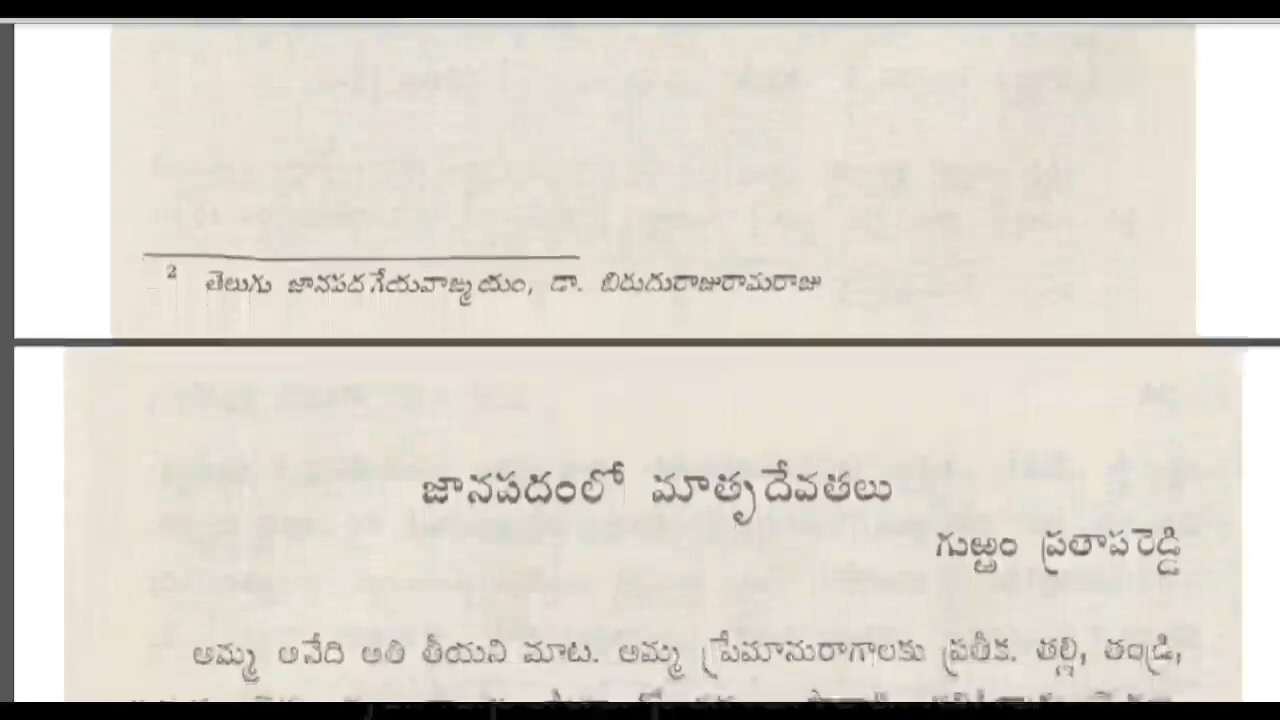 2 తెలుగు జానపద గేయవాఙ్మయం, డా. బిరుదురాజురామరాజు
జానపదంలో మాతృదేవతలు
గుఱ్ఱం ప్రతాపరెడ్డి
అమ్మ అనేది అతి తీయని మాట. అమ్మ ప్రేమానురాగాలకు ప్రతీక. తల్లి, తండ్రి,